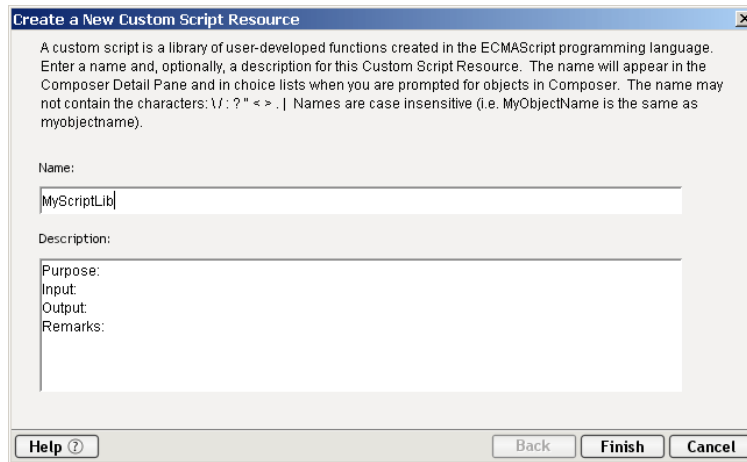 Create a New Custom Script Resource
A custom script is a library of user-developed functions created in the ECMAScript programming language.
Enter a name and, optionally, a description for this Custom Script Resource. The name will appear in the
Composer Detail Pane and in choice lists when you are prompted for objects in Composer. The name may
not contain the characters: \ / : ? " < > . | Names are case insensitive (i.e. MyObjectName is the same as
myobjectname).
Name:
MyScriptLib
Description:
Purpose:
Input:
Output:
Remarks:
Help ? Back Finish Cancel